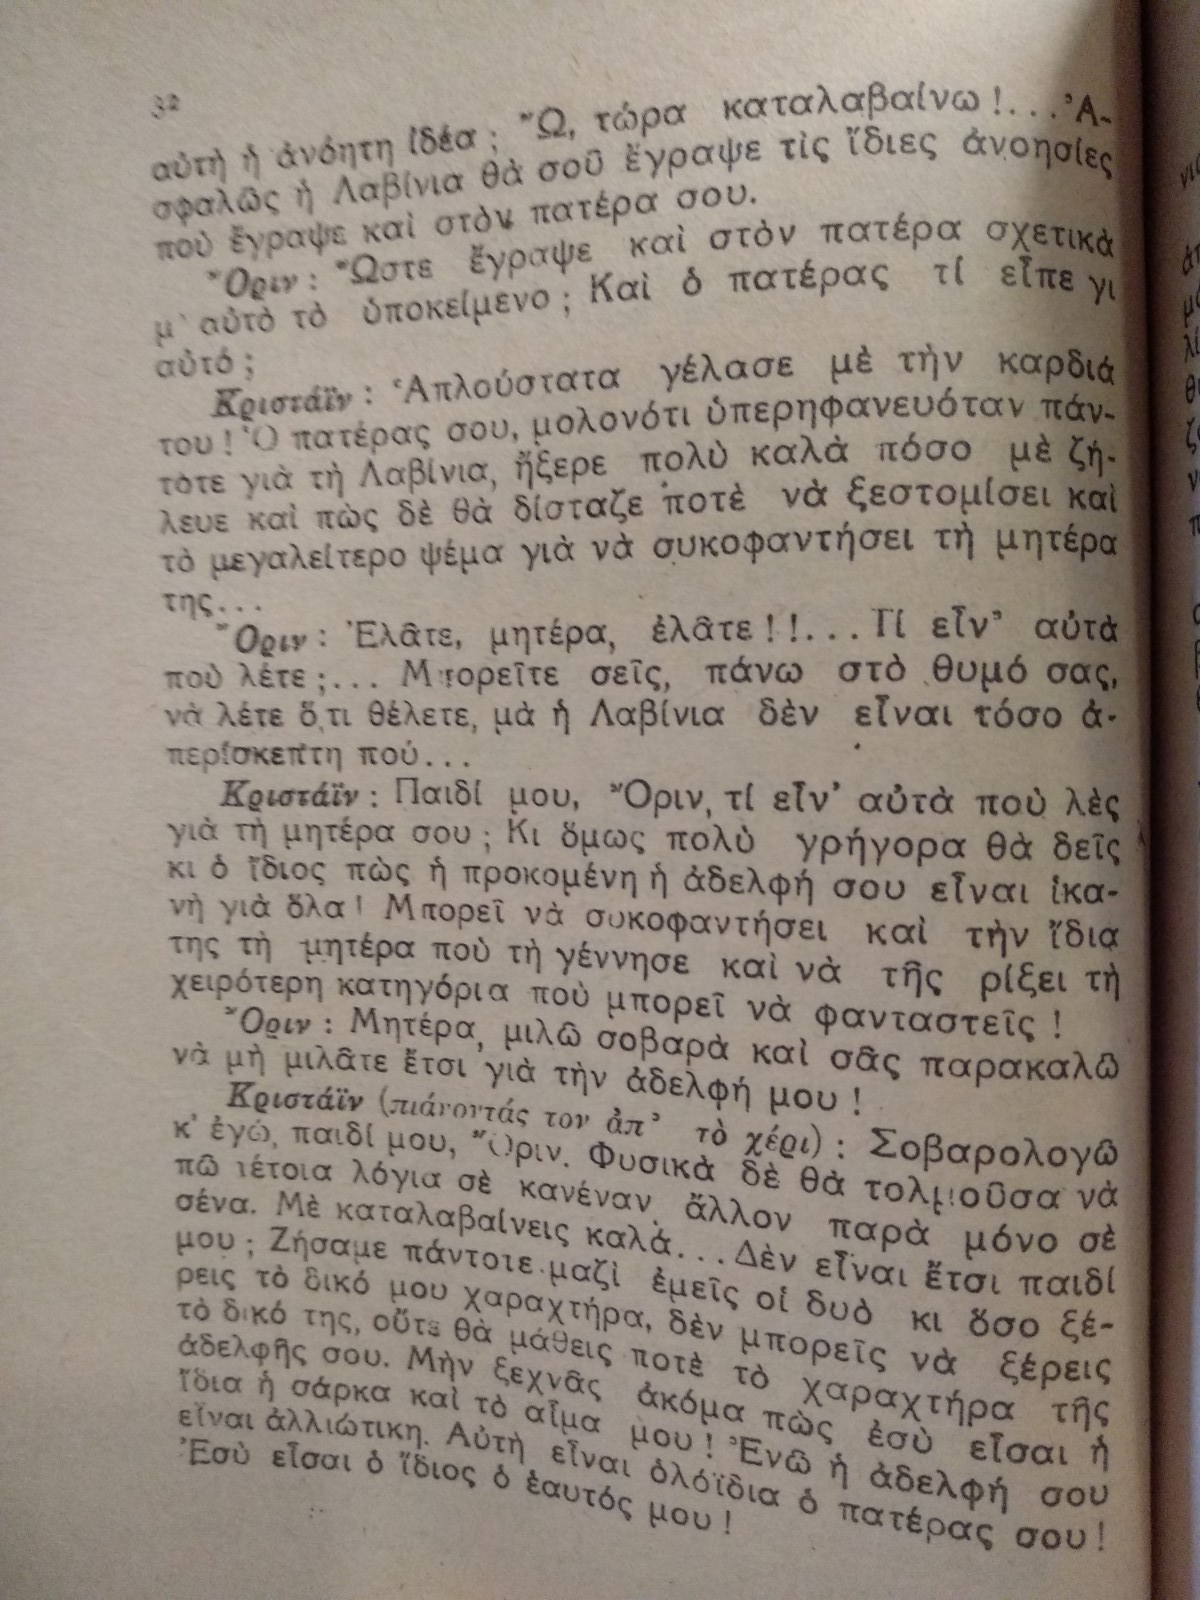 32
αὐτὴ ἡ ἀνόητη ἰδέα ; Ὢ, τώρα καταλαβαίνω !... Ἀ-
σφαλῶς ἡ Λαβίνια θὰ σοῦ ἔγραψε τὶς ἴδιες ἀνοησίες
ποὺ ἔγραψε καὶ στὸν πατέρα σου.
Ὄριν : Ὥστε ἔγραψε καὶ στὸν πατέρα σχετικὰ
μ' αὐτὸ τὸ ὑποκείμενο ; Καὶ ὁ πατέρας τί εἶπε γι
αὐτό ;
Κριστάϊν : Ἁπλούστατα γέλασε μὲ τὴν καρδιά
του ! Ὁ πατέρας σου, μολονότι ὑπερηφανευόταν πάν-
τοτε γιὰ τὴ Λαβίνια, ἤξερε πολὺ καλὰ πόσο μὲ ζή-
λευε καὶ πὼς δὲ θὰ δίσταζε ποτὲ νὰ ξεστομίσει καὶ
τὸ μεγαλείτερο ψέμα γιὰ νὰ συκοφαντήσει τὴ μητέρα
της...
Ὄριν : Ἐλᾶτε, μητέρα, ἐλᾶτε ! !... Τί εἶν' αὐτὰ
ποὺ λέτε ;... Μπορεῖτε σεῖς, πάνω στὸ θυμό σας,
νὰ λέτε ὅ,τι θέλετε, μὰ ἡ Λαβίνια δὲν εἶναι τόσο ἀ-
περίσκεπτη πού...
Κριστάϊν : Παιδί μου, Ὄριν, τί εἶν' αὐτὰ ποὺ λὲς
γιὰ τὴ μητέρα σου ; Κι ὅμως πολὺ γρήγορα θὰ δεῖς
κι ὁ ἴδιος πὼς ἡ προκομένη ἡ ἀδελφή σου εἶναι ἱκα-
νὴ γιὰ ὅλα ! Μπορεῖ νὰ συκοφαντήσει καὶ τὴν ἴδια
της τὴ μητέρα ποὺ τὴ γέννησε καὶ νὰ τῆς ρίξει τὴ
χειρότερη κατηγόρια ποὺ μπορεῖ νὰ φανταστεῖς !
Ὄριν : Μητέρα, μιλῶ σοβαρὰ καὶ σᾶς παρακαλῶ
νὰ μὴ μιλᾶτε ἔτσι γιὰ τὴν ἀδελφή μου !
Κριστάϊν (πιάνοντάς τον ἀπ' τὸ χέρι) : Σοβαρολογῶ
κ' ἐγώ, παιδί μου, Ὄριν. Φυσικὰ δὲ θὰ τολμοῦσα νὰ
πῶ τέτοια λόγια σὲ κανέναν ἄλλον παρὰ μόνο σὲ
σένα. Μὲ καταλαβαίνεις καλά... Δὲν εἶναι ἔτσι παιδί
μου ; Ζήσαμε πάντοτε μαζὶ ἐμεῖς οἱ δυὸ κι ὅσο ξέ-
ρεις τὸ δικό μου χαραχτήρα, δὲν μπορεῖς νὰ ξέρεις
τὸ δικό της, οὔτε θὰ μάθεις ποτὲ τὸ χαραχτήρα τῆς
ἀδελφῆς σου. Μὴν ξεχνᾶς ἀκόμα πὼς ἐσὺ εἶσαι ἡ
ἴδια ἡ σάρκα καὶ τὸ αἷμα μου ! Ἐνῶ ἡ ἀδελφή σου
εἶναι ἀλλιώτικη. Αὐτὴ εἶναι ὁλόϊδια ὁ πατέρας σου !
Ἐσὺ εἶσαι ὁ ἴδιος ὁ ἑαυτός μου !